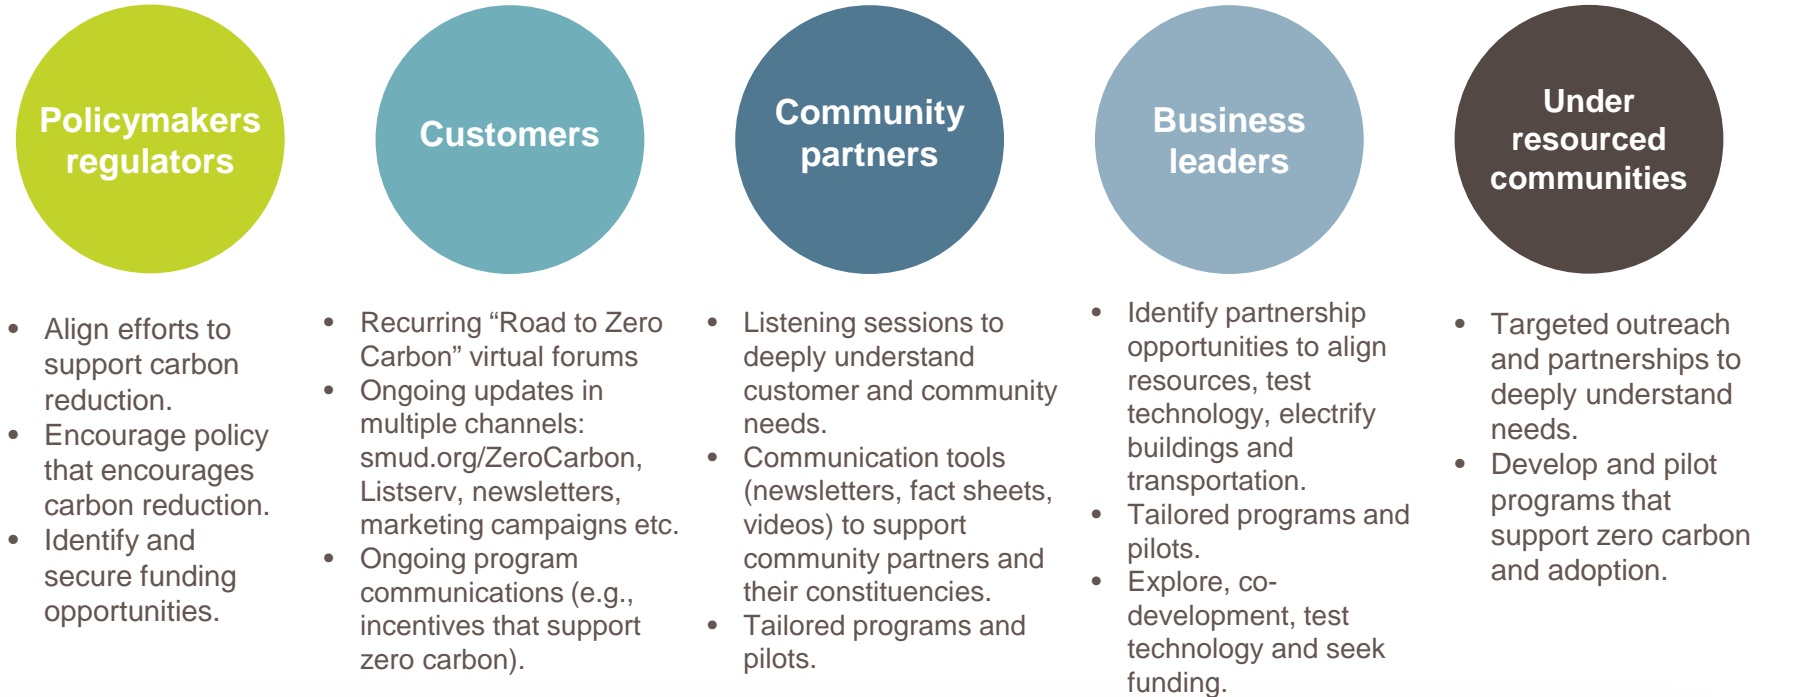 Policymakers
regulators
Customers
Community
partners
Business
leaders
Under
resourced
communities
• Align efforts to
support carbon
reduction.
• Encourage policy
that encourages
carbon reduction.
• Identify and
secure funding
opportunities.
• Recurring “Road to Zero
Carbon” virtual forums
• Ongoing updates in
multiple channels:
smud.org/ZeroCarbon,
Listserv, newsletters,
marketing campaigns etc.
• Ongoing program
communications (e.g.,
incentives that support
zero carbon).
• Listening sessions to
deeply understand
customer and community
needs.
• Communication tools
(newsletters, fact sheets,
videos) to support
community partners and
their constituencies.
• Tailored programs and
pilots.
• Identify partnership
opportunities to align
resources, test
technology, electrify
buildings and
transportation.
• Tailored programs and
pilots.
• Explore, co-
development, test
technology and seek
funding.
• Targeted outreach
and partnerships to
deeply understand
needs.
• Develop and pilot
programs that
support zero carbon
and adoption.